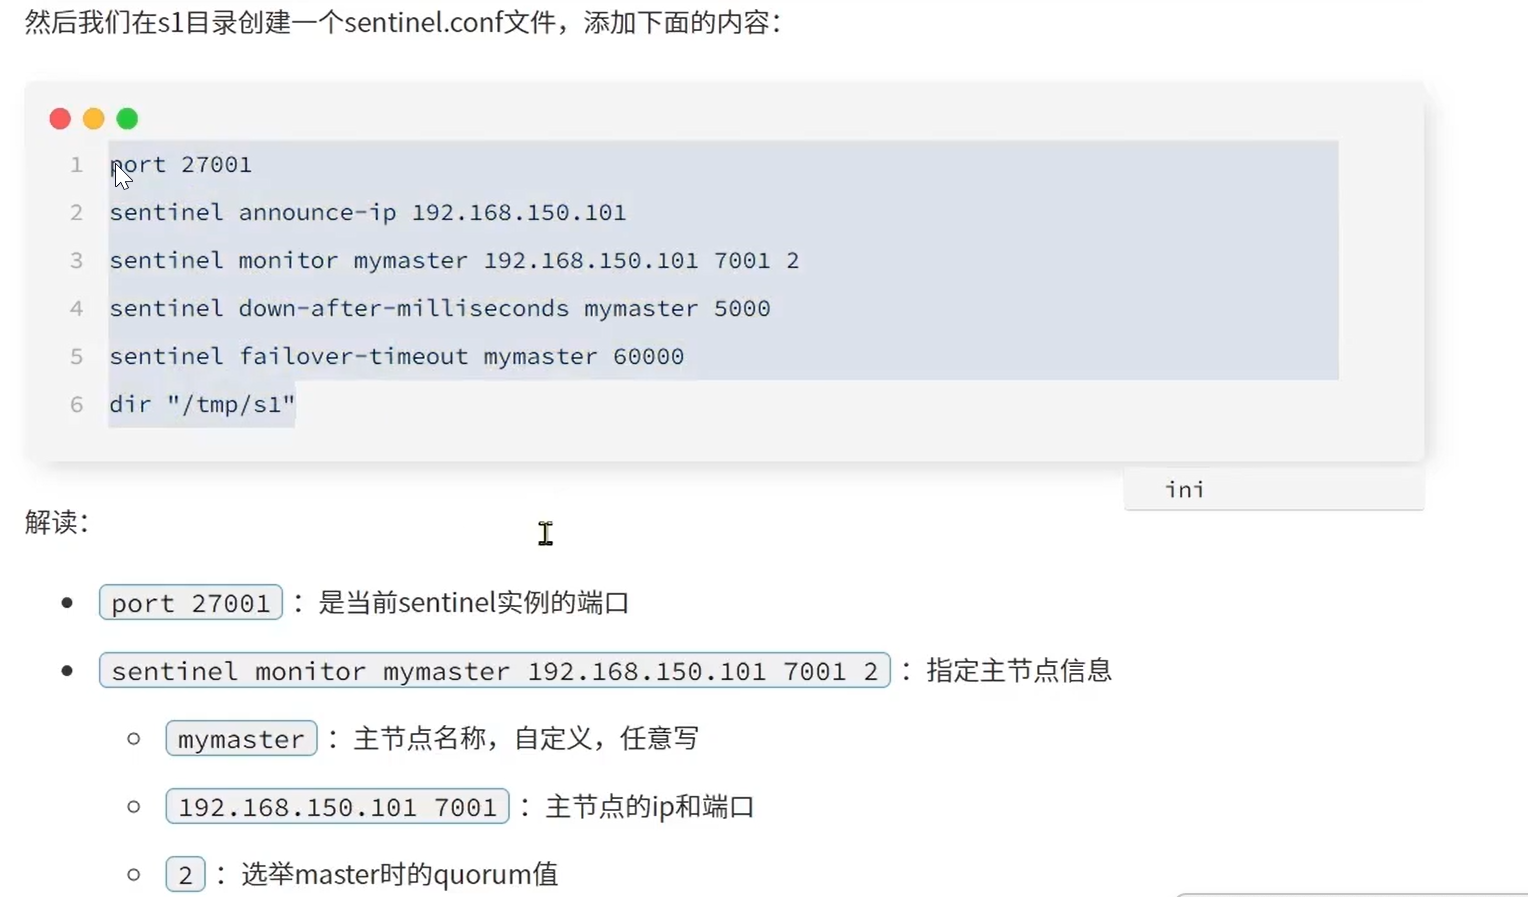 然后我们在s1目录创建一个sentinel.conf文件，添加下面的内容：
1 port 27001
2 sentinel announce-ip 192.168.150.101
3 sentinel monitor mymaster 192.168.150.101 7001 2
4 sentinel down-after-milliseconds mymaster 5000
5 sentinel failover-timeout mymaster 60000
6 dir "/tmp/s1"
ini
解读：
port 27001 ：是当前sentinel实例的端口
sentinel monitor mymaster 192.168.150.101 7001 2 ：指定主节点信息
mymaster ：主节点名称，自定义，任意写
192.168.150.101 7001 ：主节点的ip和端口
2 ：选举master时的quorum值